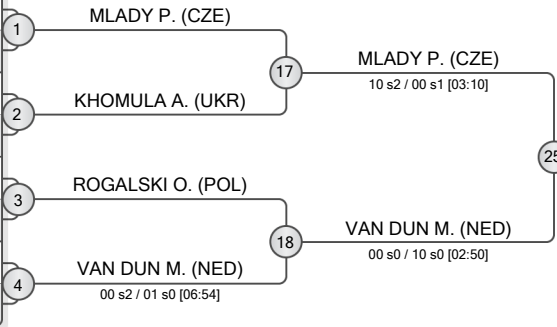 MLADY P. (CZE)
1
17
MLADY P. (CZE)
10 s2 / 00 s1 [03:10]
KHOMULA A. (UKR)
2
25
ROGALSKI O. (POL)
3
18
VAN DUN M. (NED)
00 s0 / 10 s0 [02:50]
VAN DUN M. (NED)
4
00 s2 / 01 s0 [06:54]